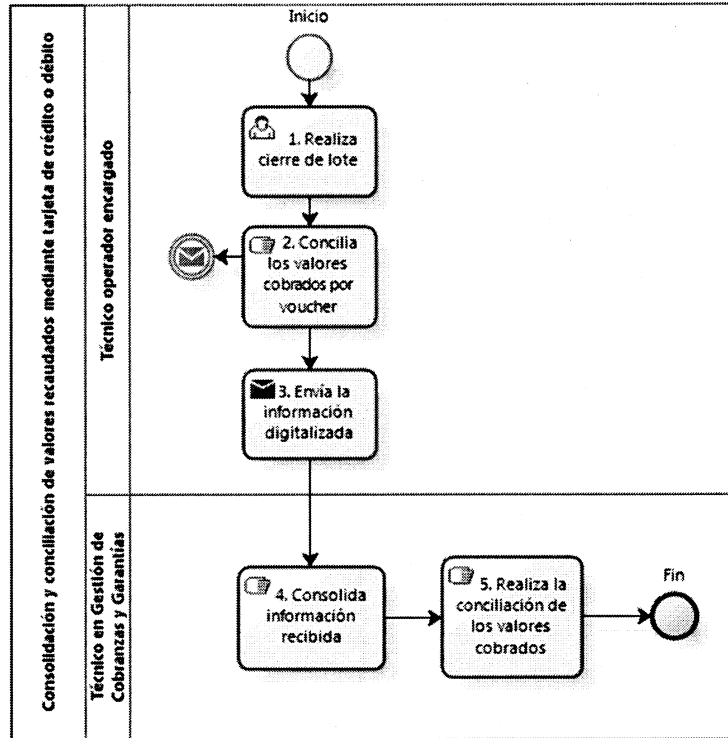 Consolidación y conciliación de valores recaudados mediante tarjeta de crédito o débito
Técnico operador encargado
Inicio
1. Realiza
cierre de lote
2. Concilia
los valores
cobrados por
voucher
3. Envía la
información
digitalizada
Técnico en Gestión de
Cobranzas y Garantías
4. Consolida
información
recibida
5. Realiza la
conciliación de
los valores
cobrados
Fin